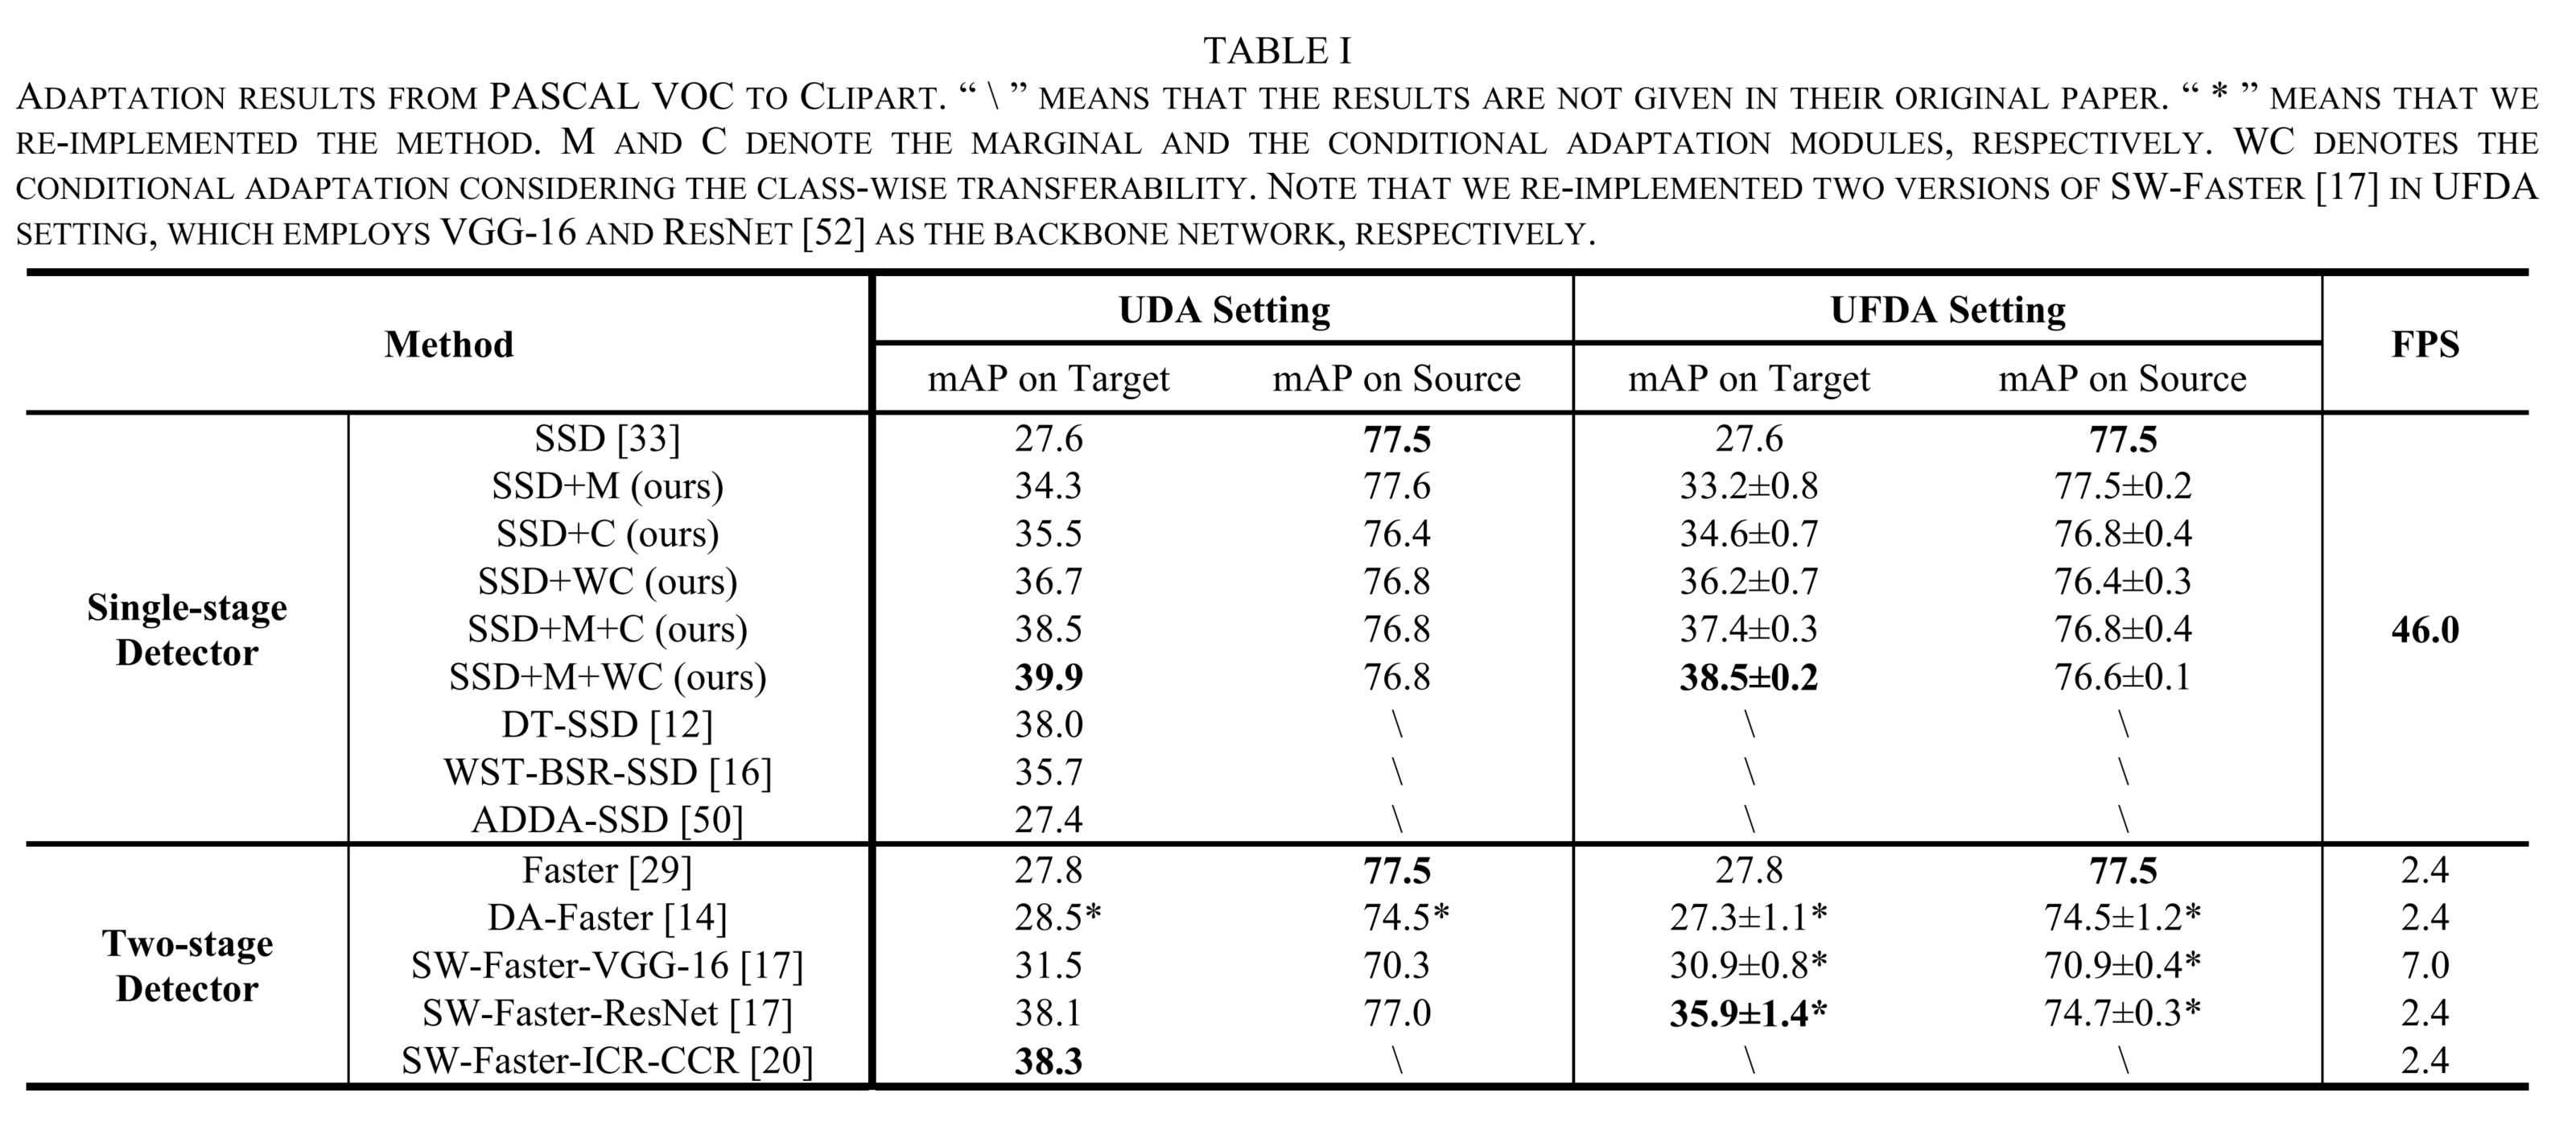 TABLE I
ADAPTATION RESULTS FROM PASCAL VOC TO CLIPART. “ \ ” MEANS THAT THE RESULTS ARE NOT GIVEN IN THEIR ORIGINAL PAPER. “ * ” MEANS THAT WE
RE-IMPLEMENTED THE METHOD. M AND C DENOTE THE MARGINAL AND THE CONDITIONAL ADAPTATION MODULES, RESPECTIVELY. WC DENOTES THE
CONDITIONAL ADAPTATION CONSIDERING THE CLASS-WISE TRANSFERABILITY. NOTE THAT WE RE-IMPLEMENTED TWO VERSIONS OF SW-FASTER [17] IN UFDA
SETTING, WHICH EMPLOYS VGG-16 AND RESNET [52] AS THE BACKBONE NETWORK, RESPECTIVELY.
Method UDA Setting UFDA Setting FPS
mAP on Target mAP on Source mAP on Target mAP on Source
Single-stage Detector
SSD [33] 27.6 77.5 27.6 77.5
SSD+M (ours) 34.3 77.6 33.2±0.8 77.5±0.2
SSD+C (ours) 35.5 76.4 34.6±0.7 76.8±0.4
SSD+WC (ours) 36.7 76.8 36.2±0.7 76.4±0.3
SSD+M+C (ours) 38.5 76.8 37.4±0.3 76.8±0.4 46.0
SSD+M+WC (ours) 39.9 76.8 38.5±0.2 76.6±0.1
DT-SSD [12] 38.0 \ \ \
WST-BSR-SSD [16] 35.7 \ \ \
ADDA-SSD [50] 27.4 \ \ \
Two-stage Detector
Faster [29] 27.8 77.5 27.8 77.5 2.4
DA-Faster [14] 28.5* 74.5* 27.3±1.1* 74.5±1.2* 2.4
SW-Faster-VGG-16 [17] 31.5 70.3 30.9±0.8* 70.9±0.4* 7.0
SW-Faster-ResNet [17] 38.1 77.0 35.9±1.4* 74.7±0.3* 2.4
SW-Faster-ICR-CCR [20] 38.3 \ \ \ 2.4